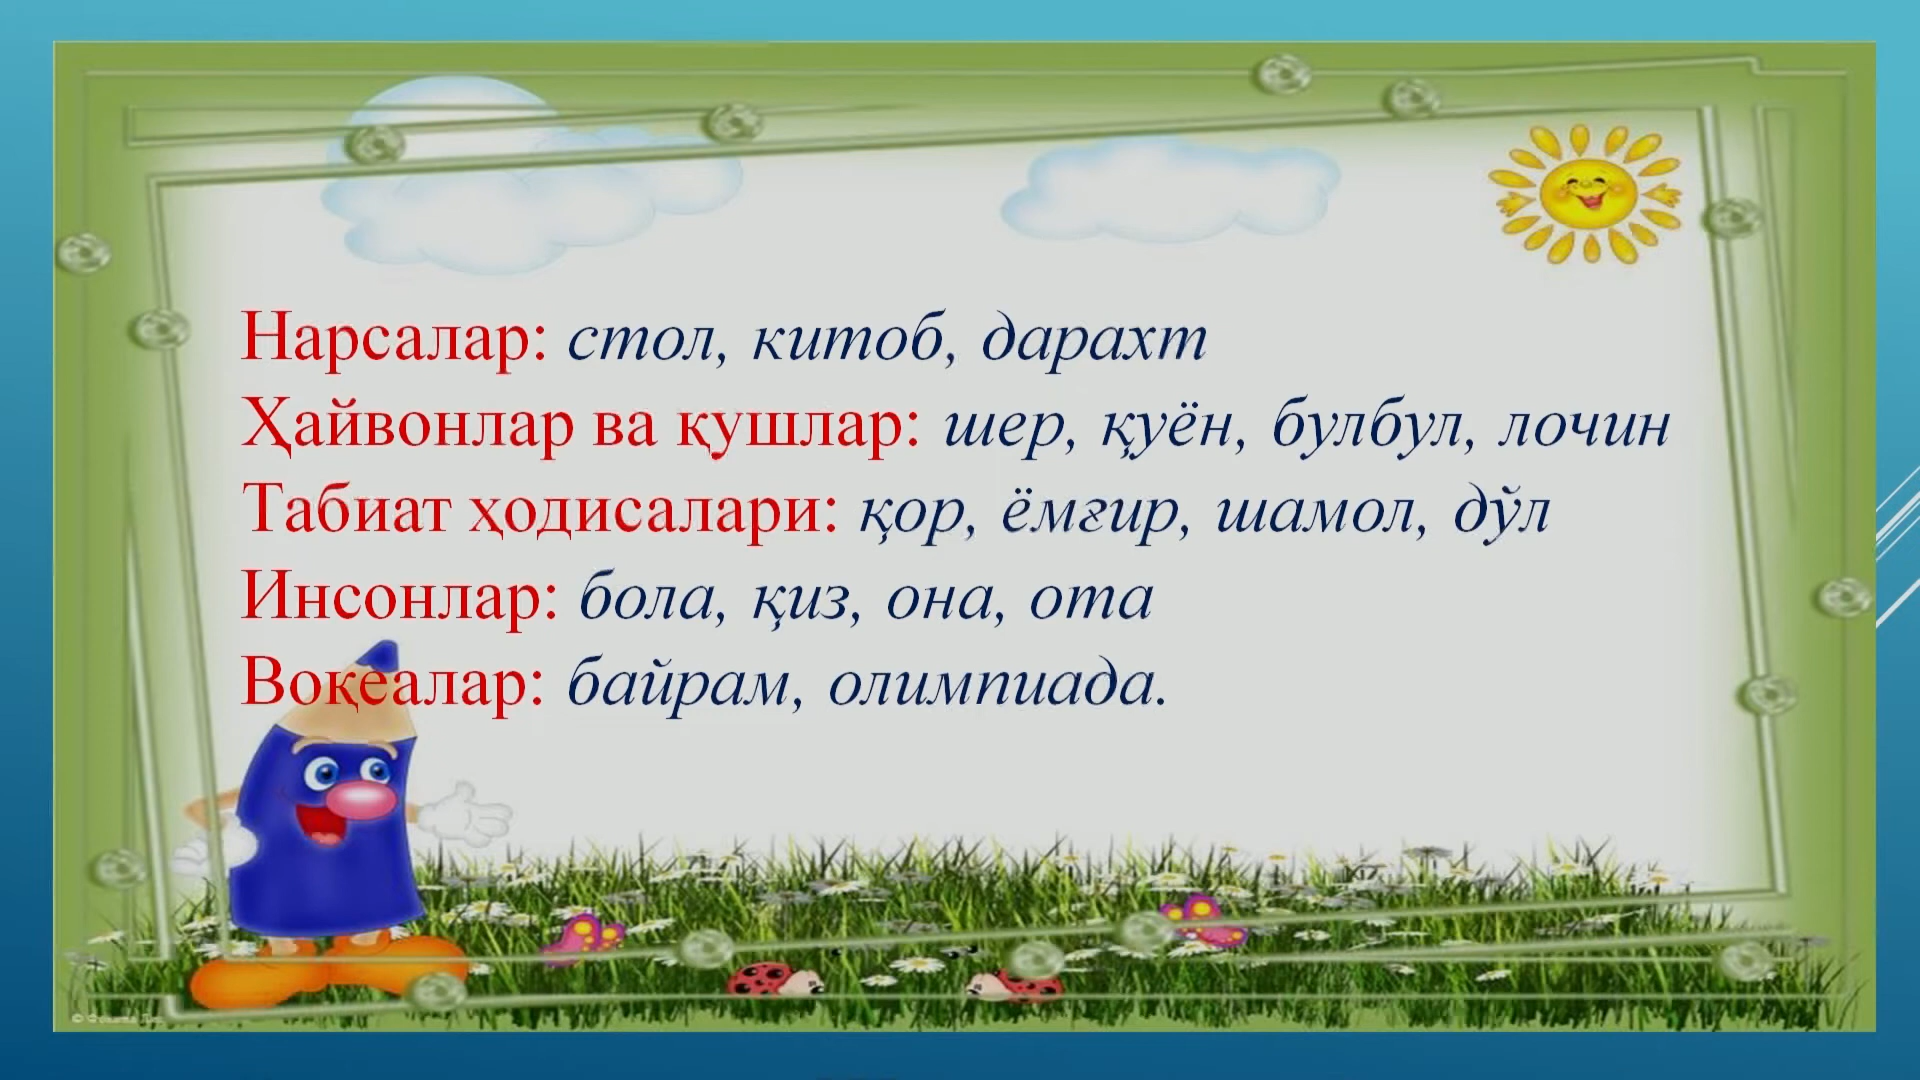 Нарсалар: стол, китоб, дарахт
Ҳайвонлар ва қушлар: шер, қуён, булбул, лочин
Табиат ҳодисалари: қор, ёмғир, шамол, дўл
Инсонлар: бола, қиз, она, ота
Воқеалар: байрам, олимпиада.